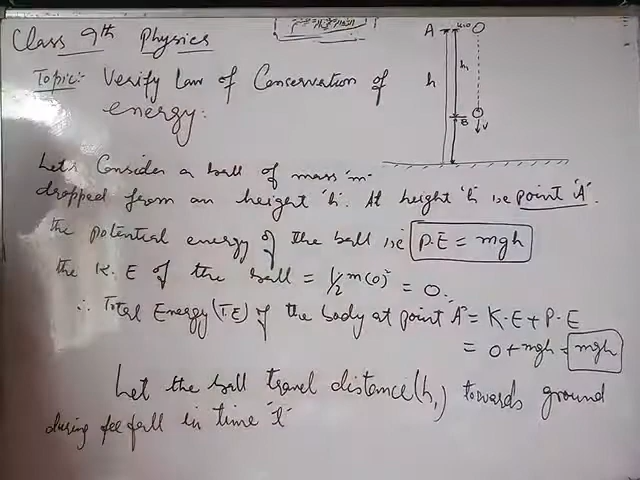 Class 9th Physics
Topic:- Verify Law of Conservation of
energy:
A u=0
h h₁
B
v
Let's Consider a ball of mass 'm'
dropped from an height 'h'. At height 'h' i.e point 'A'.
the potential energy of the ball is P.E = mgh
the K.E of the ball = 1/2 m(0)² = 0.
∴ Total Energy (T.E) of the body at point A = K.E + P.E
= 0 + mgh = mgh
Let the ball travel distance (h₁) towards ground
during fee fall in time 't'